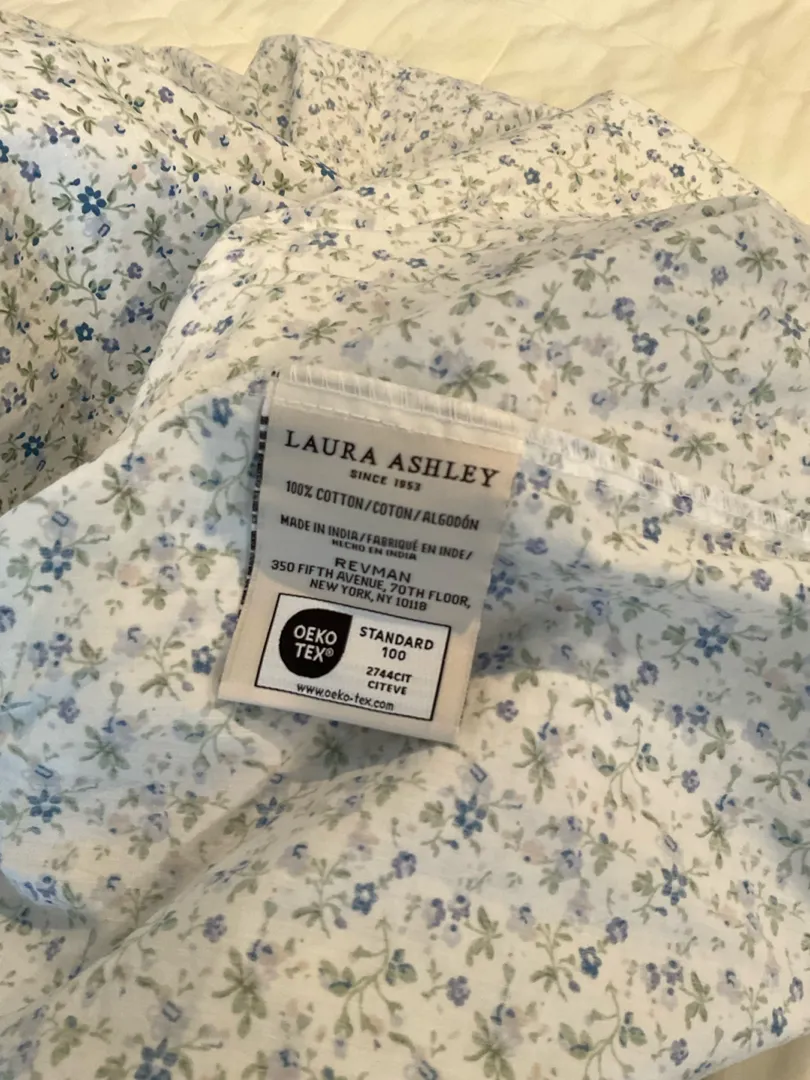 LAURA ASHLEY
SINCE 1953
100% COTTON/COTON/ALGODÓN
MADE IN INDIA/FABRIQUÉ EN INDE/
HECHO EN INDIA
REVMAN
350 FIFTH AVENUE, 70TH FLOOR,
NEW YORK, NY 10118
OEKO
TEX®
STANDARD
100
2744CIT
CITEVE
www.oeko-tex.com